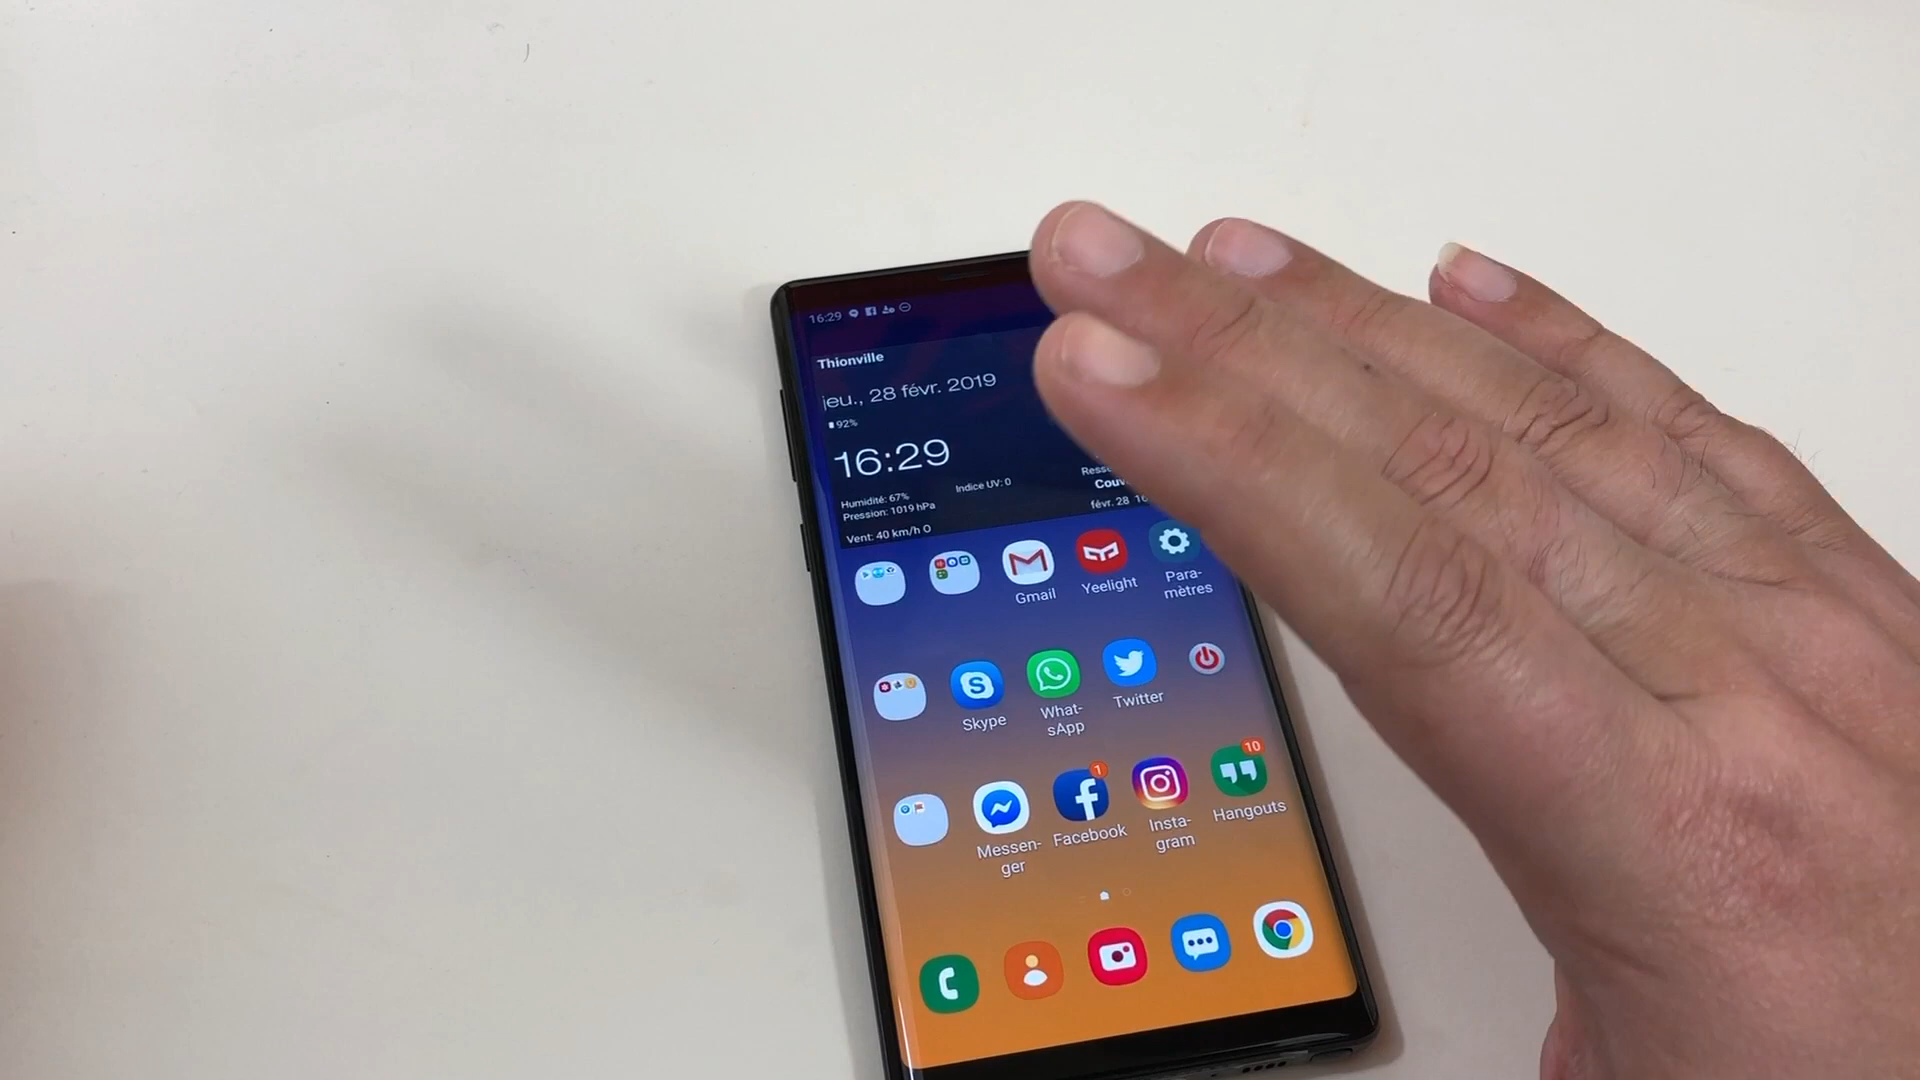 16:29
Thionville
jeu., 28 févr. 2019
92%
16:29
Humidité: 67%
Indice UV: 0
Pression: 1019 hPa
Vent: 40 km/h O
févr. 28
Gmail
Yeelight
Para-
mètres
Skype
What-
sApp
Twitter
Messen-
ger
1
Facebook
Insta-
gram
10
Hangouts